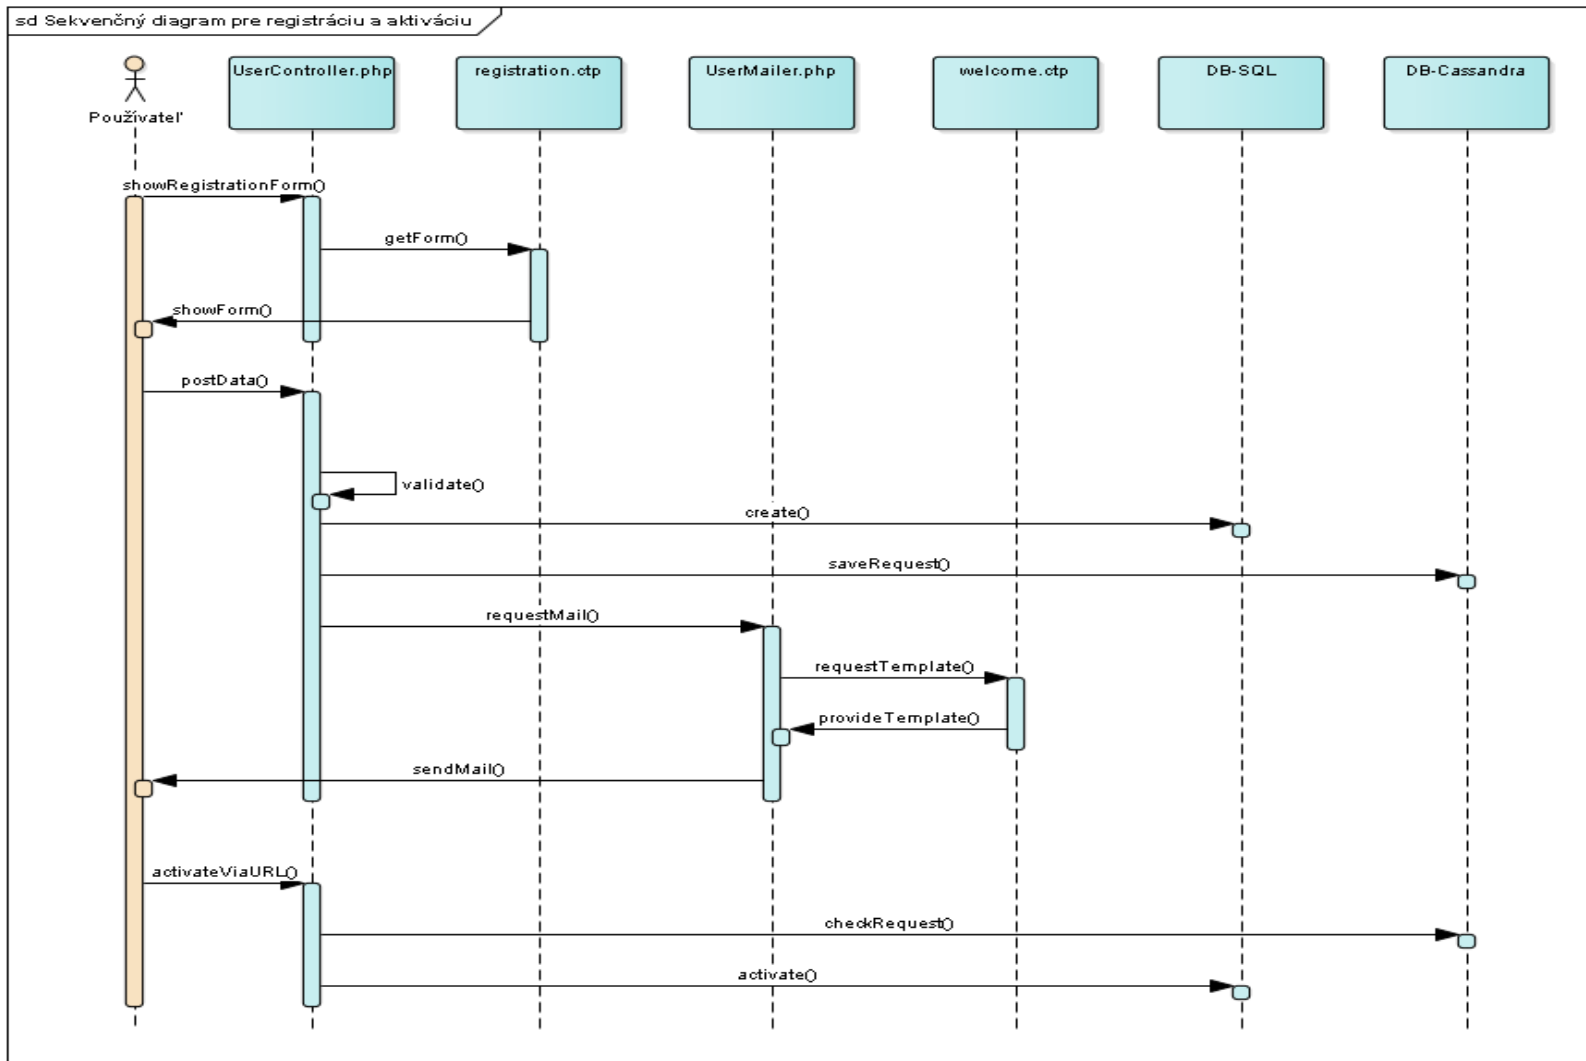 sd Sekvenčný diagram pre registráciu a aktiváciu
Používateľ
UserController.php
registration.ctp
UserMailer.php
welcome.ctp
DB-SQL
DB-Cassandra
showRegistrationForm()
getForm()
showForm()
postData()
validate()
create()
saveRequest()
requestMail()
requestTemplate()
provideTemplate()
sendMail()
activateViaURL()
checkRequest()
activate()